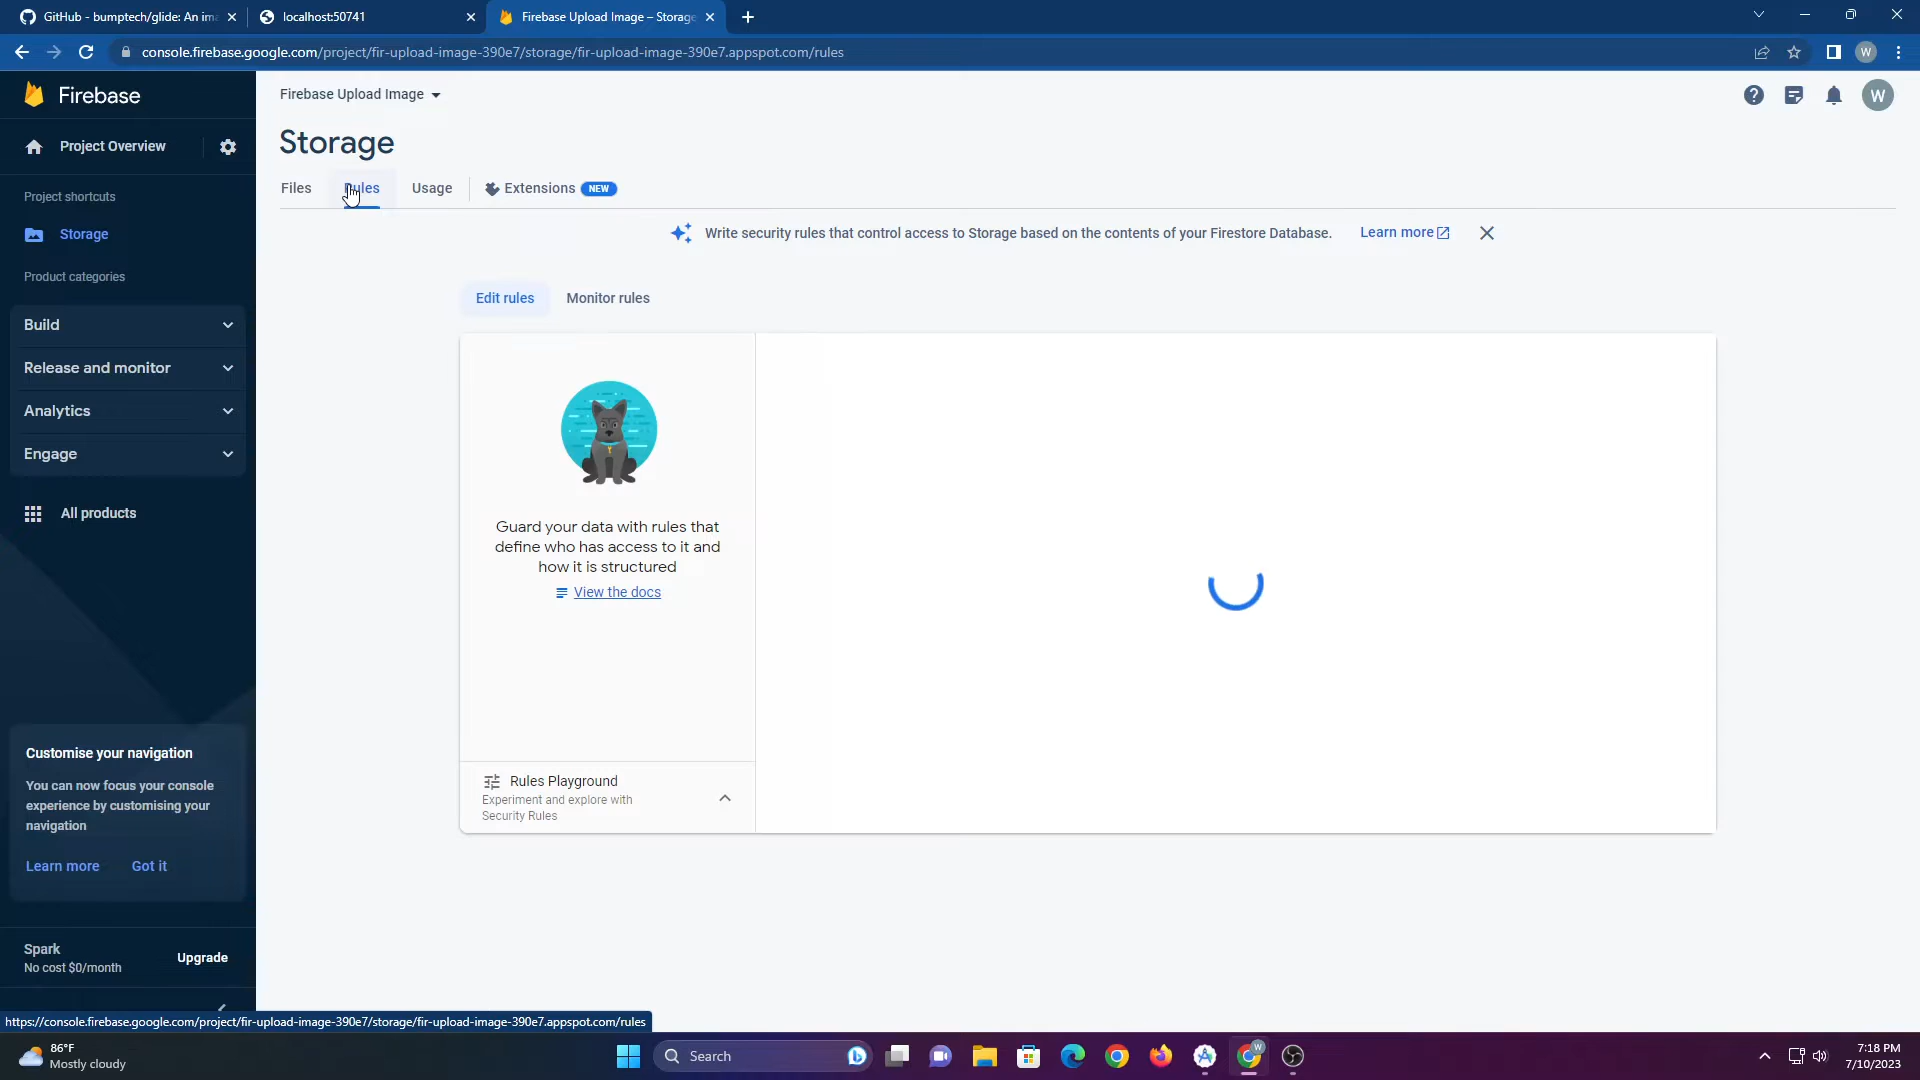 GitHub - bumptech/glide: An im
localhost:50741
Firebase Upload Image – Storage
console.firebase.google.com/project/fir-upload-image-390e7/storage/fir-upload-image-390e7.appspot.com/rules
W
Firebase
Firebase Upload Image
W
Project Overview
Storage
Files
Rules
Usage
Extensions
NEW
Project shortcuts
Storage
Write security rules that control access to Storage based on the contents of your Firestore Database.
Learn more
Product categories
Edit rules
Monitor rules
Build
Release and monitor
Analytics
Engage
All products
Guard your data with rules that
define who has access to it and
how it is structured
View the docs
Rules Playground
Experiment and explore with
Security Rules
Customise your navigation
You can now focus your console
experience by customising your
navigation
Learn more
Got it
Spark
No cost $0/month
Upgrade
https://console.firebase.google.com/project/fir-upload-image-390e7/storage/fir-upload-image-390e7.appspot.com/rules
86°F
Mostly cloudy
Search
W
7:18 PM
7/10/2023